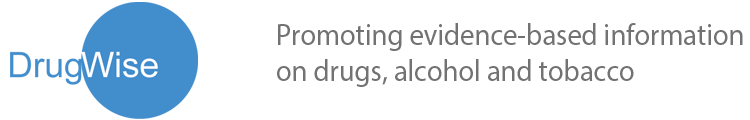 DrugWise
Promoting evidence-based information
on drugs, alcohol and tobacco